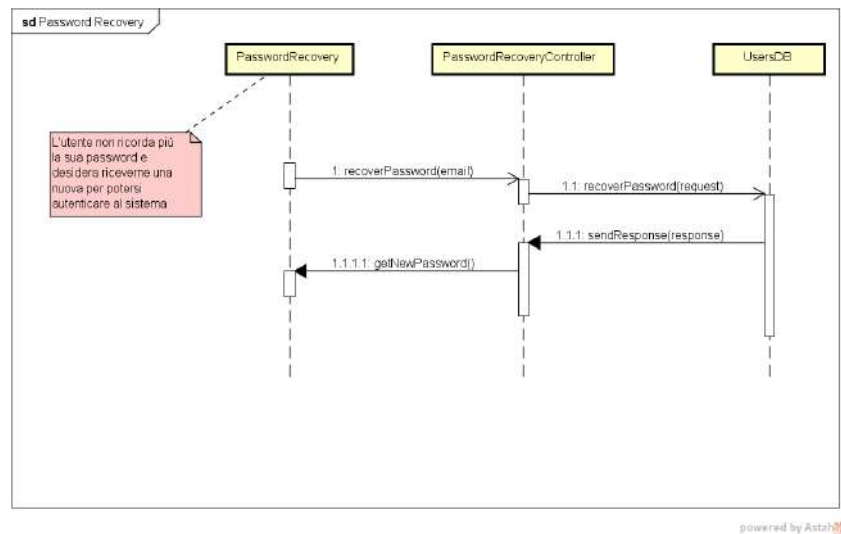 sd Password Recovery
PasswordRecovery
PasswordRecoveryController
UsersDB
L'utente non ricorda più
la sua password e
desidera riceverne una
nuova per potersi
autenticare al sistema
1: recoverPassword(email)
1.1: recoverPassword(request)
1.1.1: sendResponse(response)
1.1.1.1: getNewPassword()
powered by Astah